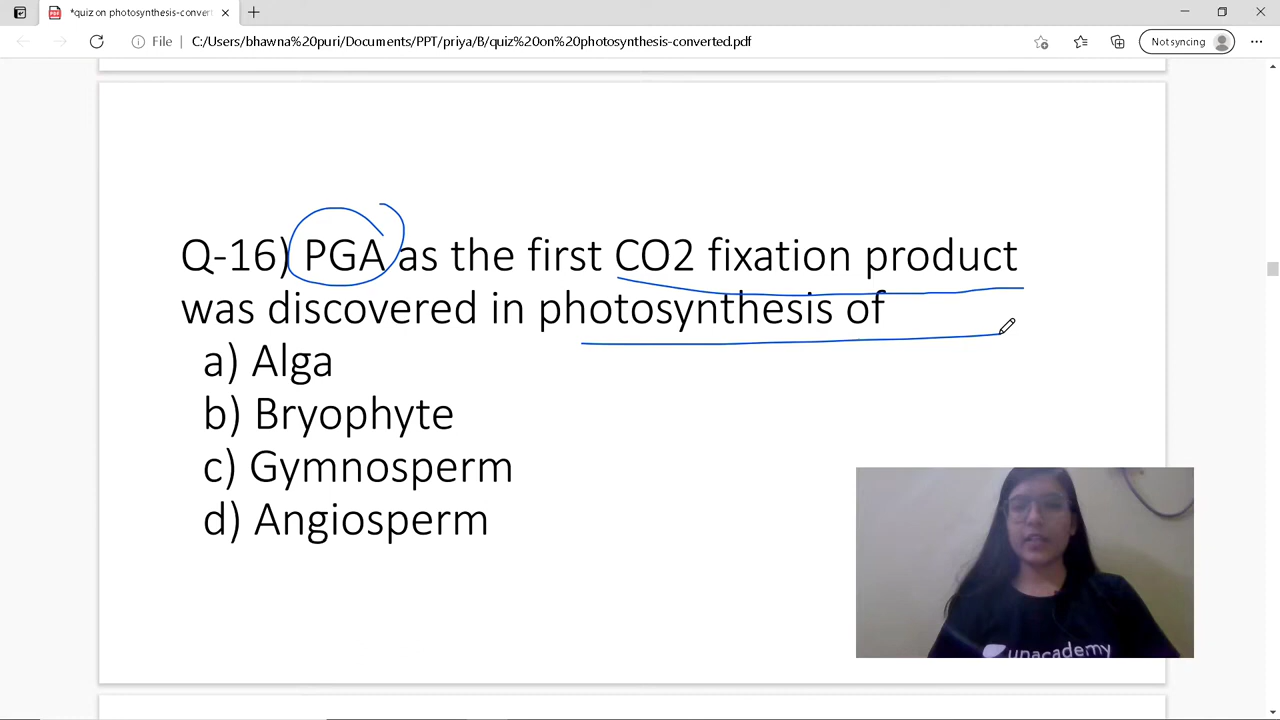 *quiz on photosynthesis-convert
File
C:/Users/bhawna%20puri/Documents/PPT/priya/B/quiz%20on%20photosynthesis-converted.pdf
Not syncing
Q-16) PGA as the first CO2 fixation product
was discovered in photosynthesis of
a) Alga
b) Bryophyte
c) Gymnosperm
d) Angiosperm
unacademy